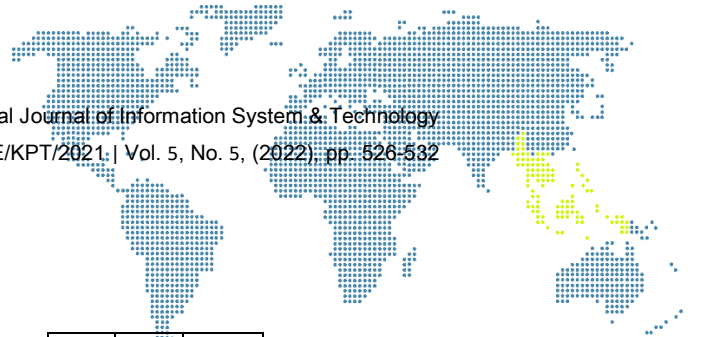 al Journal of Information System & Technology
E/KPT/2021 | Vol. 5, No. 5, (2022), pp. 526-532